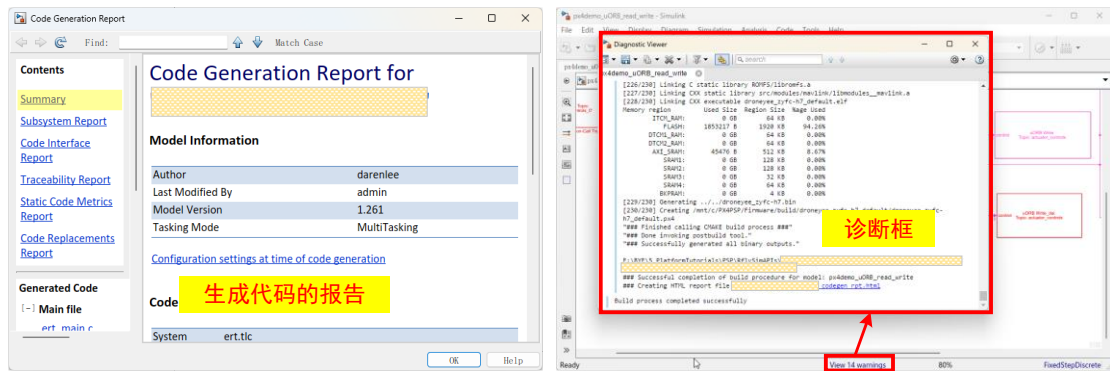 Code Generation Report
Find:
Match Case
Contents
Summary
Subsystem Report
Code Interface
Report
Traceability Report
Static Code Metrics
Report
Code Replacements
Report
Generated Code
[-] Main file
ert_main.c
Code Generation Report for
Model Information
Author darenlee
Last Modified By admin
Model Version 1.261
Tasking Mode MultiTasking
Configuration settings at time of code generation
生成代码的报告
Code
System ert.tlc
OK Help
px4demo_uORB_read_write - Simulink
File Edit View Display Diagram Simulation Analysis Code Tools Help
Diagnostic Viewer
Search
px4demo_uORB_read_write
[226/230] Linking C static library ROMFS/libromfs.a
[227/230] Linking CXX static library src/modules/mavlink/libmodules__mavlink.a
[228/230] Linking CXX executable droneyee_zyfc-h7_default.elf
Memory region Used Size Region Size %age Used
ITCM_RAM: 0 GB 64 KB 0.00%
FLASH: 1853217 B 1920 KB 94.26%
DTCM1_RAM: 0 GB 64 KB 0.00%
DTCM2_RAM: 0 GB 64 KB 0.00%
AXI_SRAM: 45476 B 512 KB 8.67%
SRAM1: 0 GB 128 KB 0.00%
SRAM2: 0 GB 128 KB 0.00%
SRAM3: 0 GB 32 KB 0.00%
SRAM4: 0 GB 64 KB 0.00%
BKPRAM: 0 GB 4 KB 0.00%
[229/230] Generating ../../droneyee_zyfc-h7.bin
[230/230] Creating /mnt/c/PX4PSP/Firmware/build/droneyee_zyfc-h7_default/droneyee_zyfc-
h7_default.px4
"### Finished calling CMAKE build process ###"
"### Done invoking postbuild tool."
"### Successfully generated all binary outputs."
诊断框
### Successful completion of build procedure for model: px4demo_uORB_read_write
### Creating HTML report file codegen_rpt.html
Build process completed successfully
Ready
View 14 warnings
80%
FixedStepDiscrete